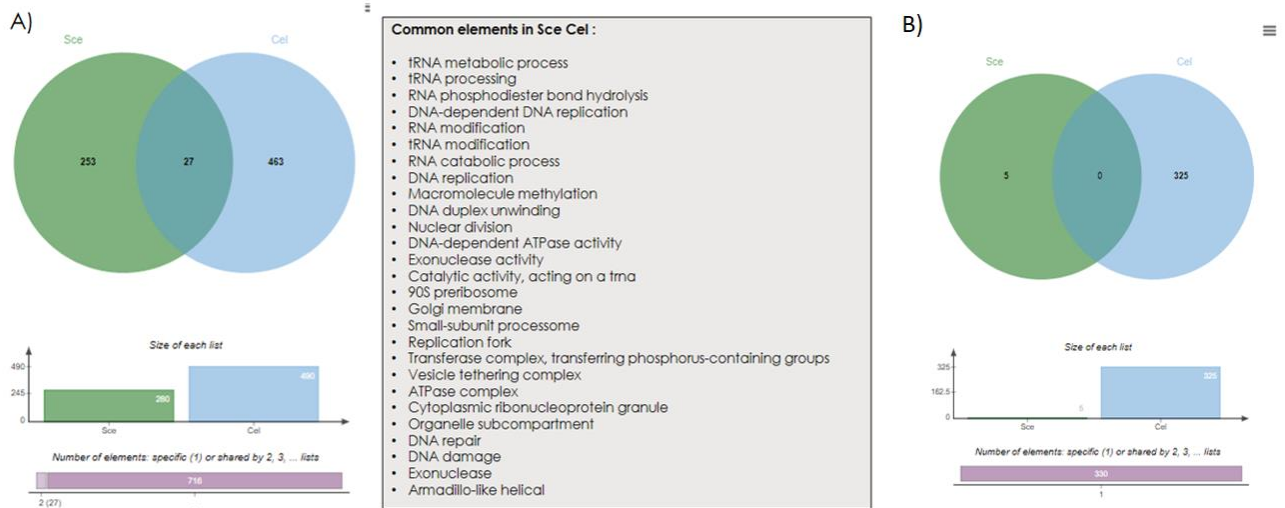 A)
Sce
Cel
253
27
463
Size of each list
490
245
0
280
490
Sce
Cel
Number of elements: specific (1) or shared by 2, 3, ... lists
716
2 (27)
Common elements in Sce Cel :
• tRNA metabolic process
• tRNA processing
• RNA phosphodiester bond hydrolysis
• DNA-dependent DNA replication
• RNA modification
• tRNA modification
• RNA catabolic process
• DNA replication
• Macromolecule methylation
• DNA duplex unwinding
• Nuclear division
• DNA-dependent ATPase activity
• Exonuclease activity
• Catalytic activity, acting on a trna
• 90S preribosome
• Golgi membrane
• Small-subunit processome
• Replication fork
• Transferase complex, transferring phosphorus-containing groups
• Vesicle tethering complex
• ATPase complex
• Cytoplasmic ribonucleoprotein granule
• Organelle subcompartment
• DNA repair
• DNA damage
• Exonuclease
• Armadillo-like helical
B)
Sce
Cel
5
0
325
Size of each list
325
162.5
0
5
325
Sce
Cel
Number of elements: specific (1) or shared by 2, 3, ... lists
330
1